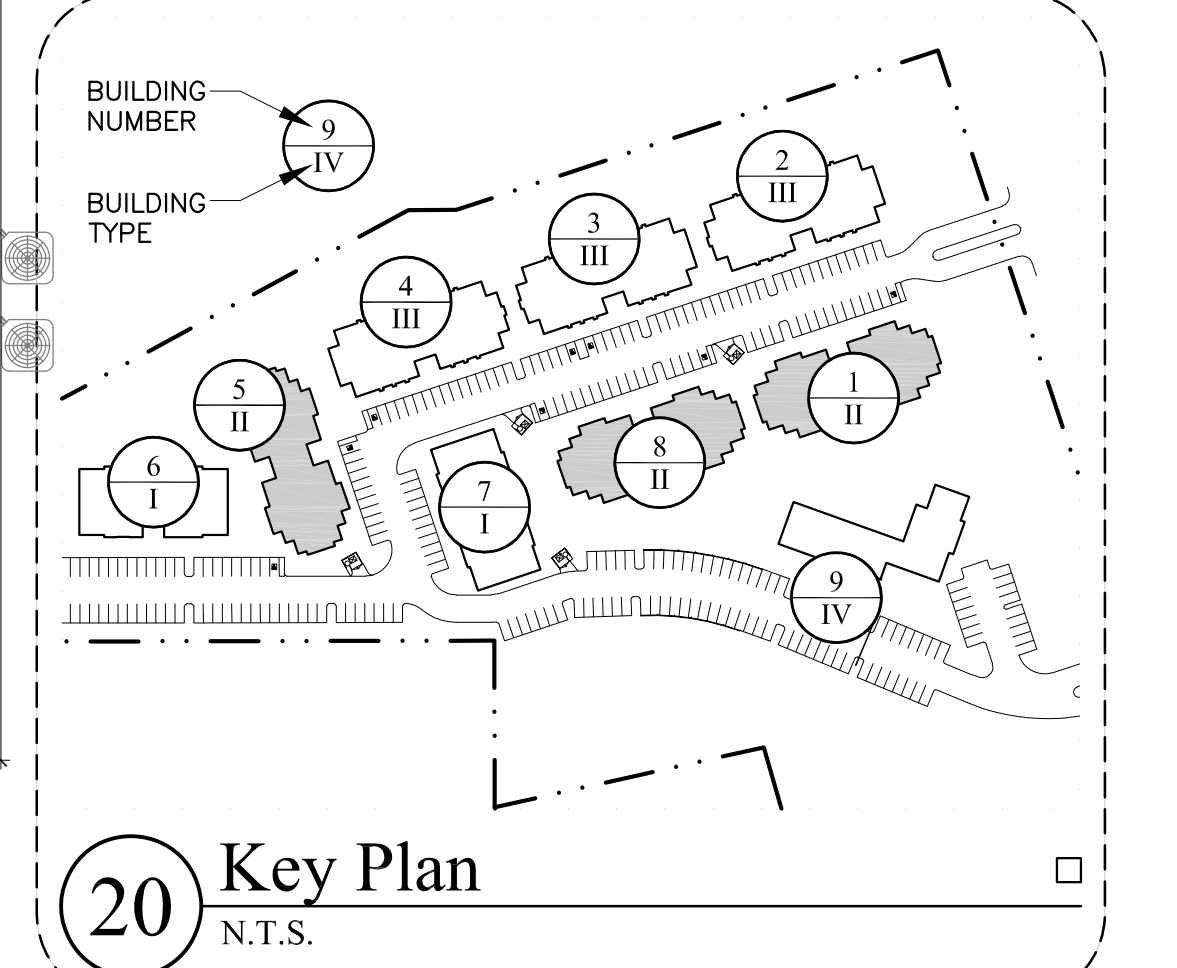 BUILDING
NUMBER
9
IV
BUILDING
TYPE
2
III
3
III
4
III
5
II
1
II
6
I
8
II
7
I
9
IV
20
Key Plan
N.T.S.